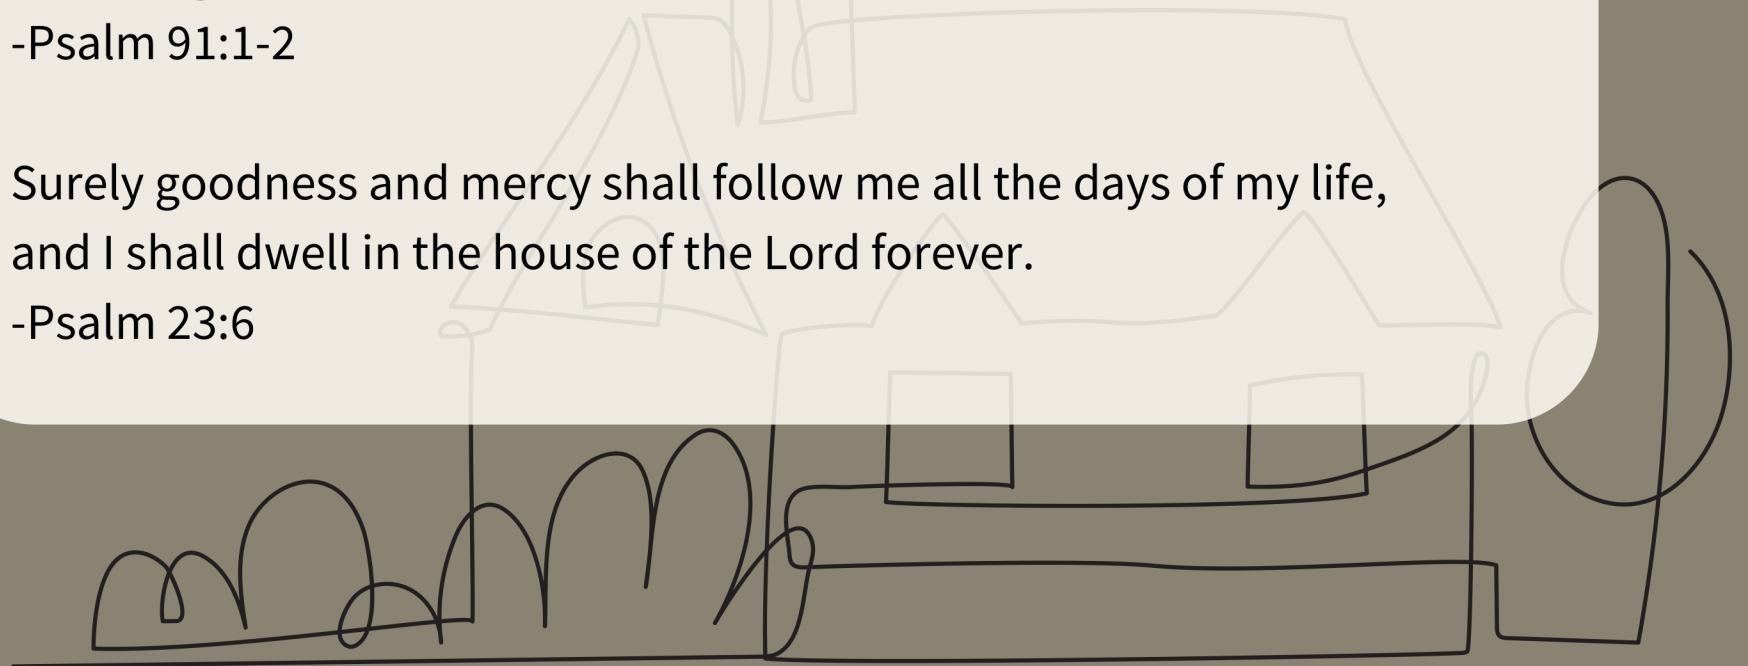 -Psalm 91:1-2
Surely goodness and mercy shall follow me all the days of my life,
and I shall dwell in the house of the Lord forever.
-Psalm 23:6